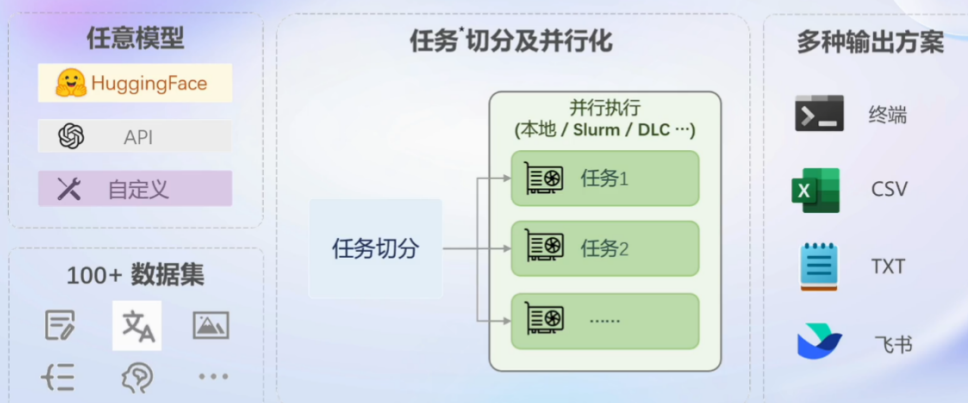 任意模型
HuggingFace
API
自定义
100+ 数据集
任务*切分及并行化
任务切分
并行执行
(本地 / Slurm / DLC …)
任务1
任务2
……
多种输出方案
终端
CSV
TXT
飞书